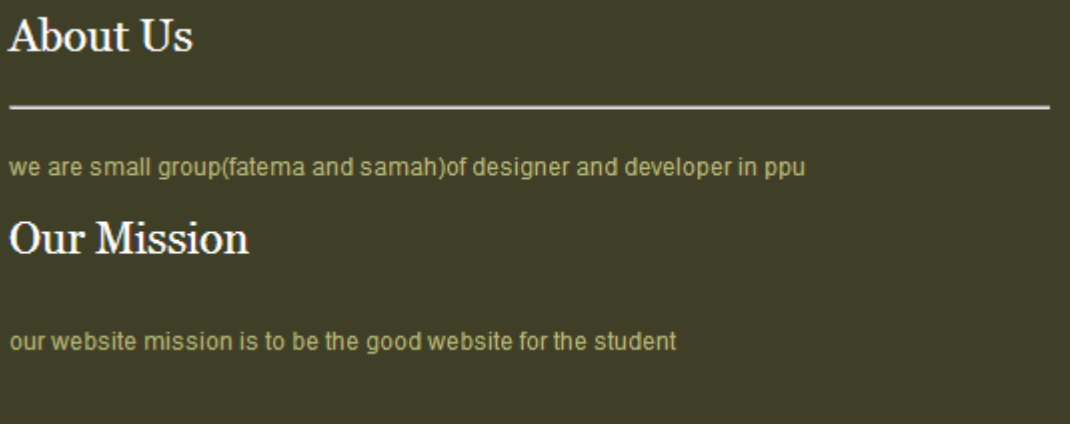 About Us
we are small group(fatema and samah)of designer and developer in ppu
Our Mission
our website mission is to be the good website for the student